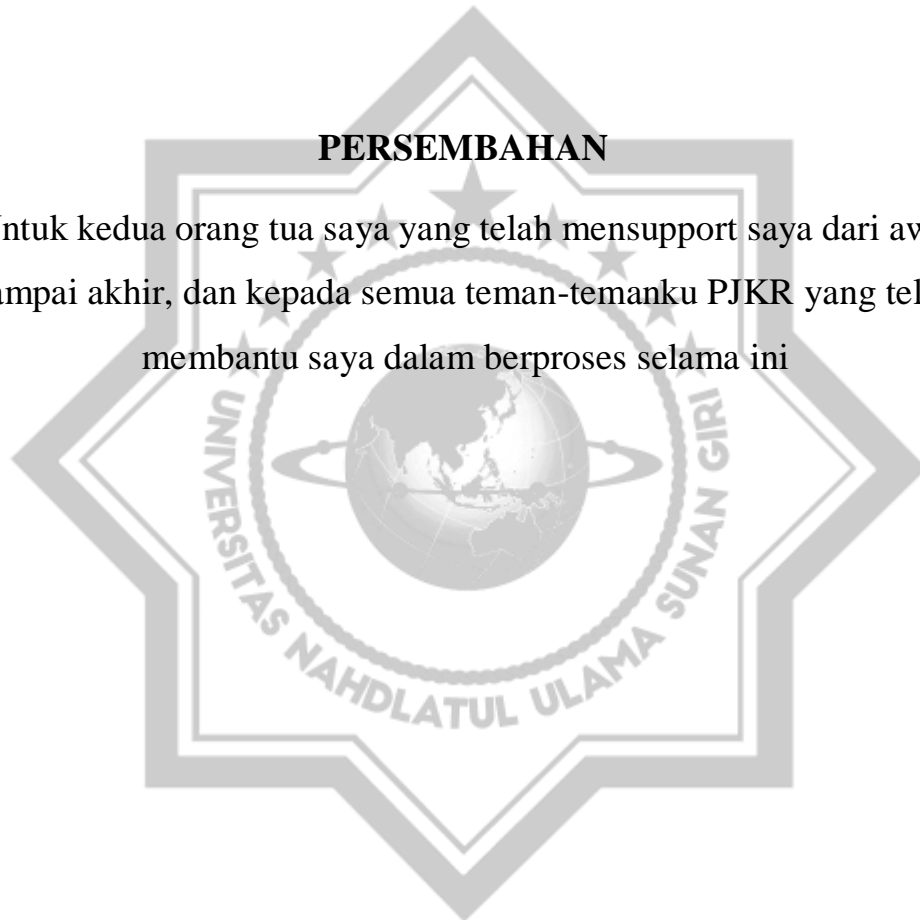 PERSEMBAHAN
ntuk kedua orang tua saya yang telah mensupport saya dari aw
ampai akhir, dan kepada semua teman-temanku PJKR yang tel
membantu saya dalam berproses selama ini
UNIVERSITAS NAHDLATUL ULAMA SUNAN GIRI